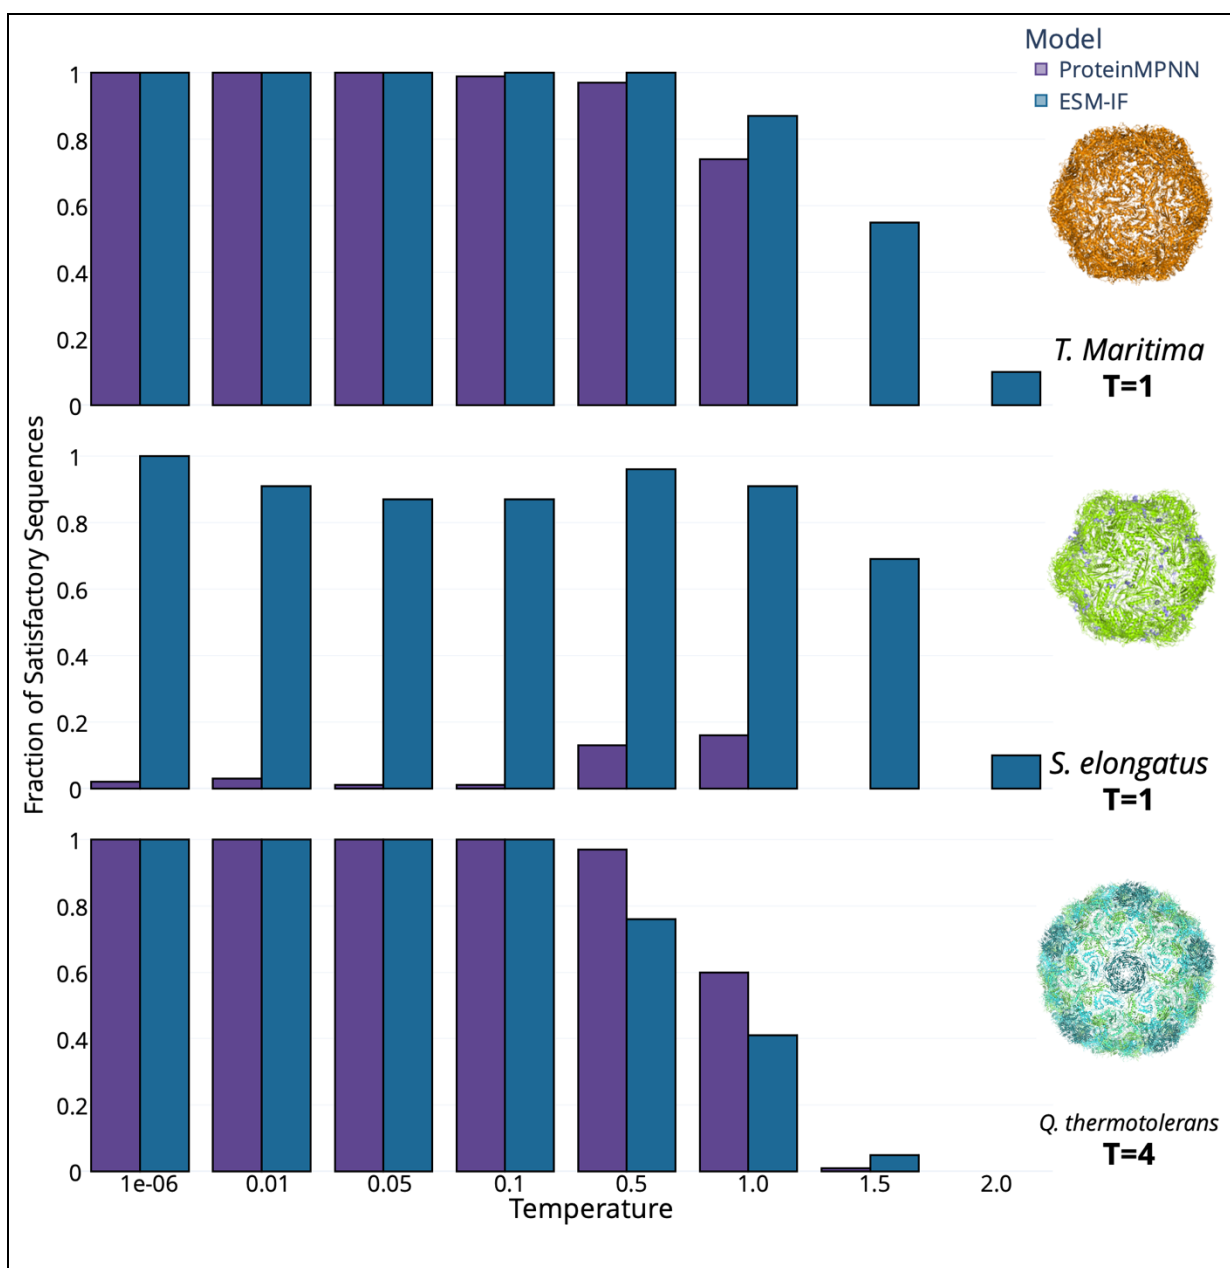 Model
ProteinMPNN
ESM-IF
Fraction of Satisfactory Sequences
1
0.8
0.6
0.4
0.2
0
T. Maritima
T=1
1
0.8
0.6
0.4
0.2
0
S. elongatus
T=1
1
0.8
0.6
0.4
0.2
0
Q. thermotolerans
T=4
1e-06 0.01 0.05 0.1 0.5 1.0 1.5 2.0
Temperature